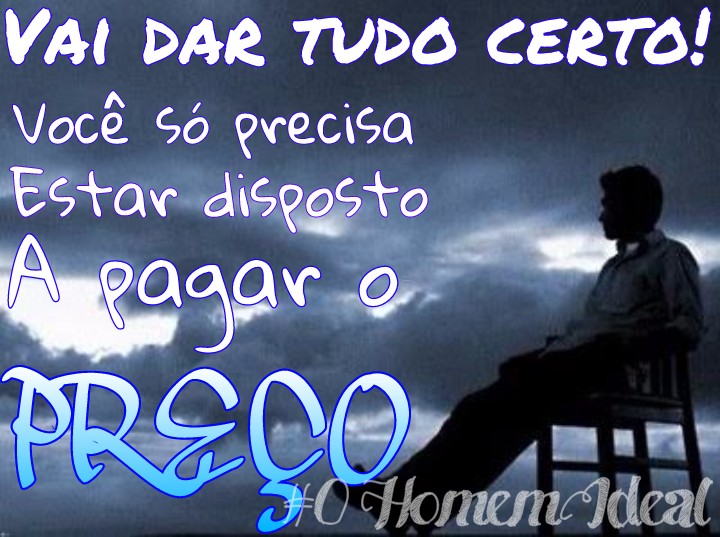 Vai dar tudo certo!
Você só precisa
Estar disposto
A pagar o
PREÇO
#O Homem Ideal